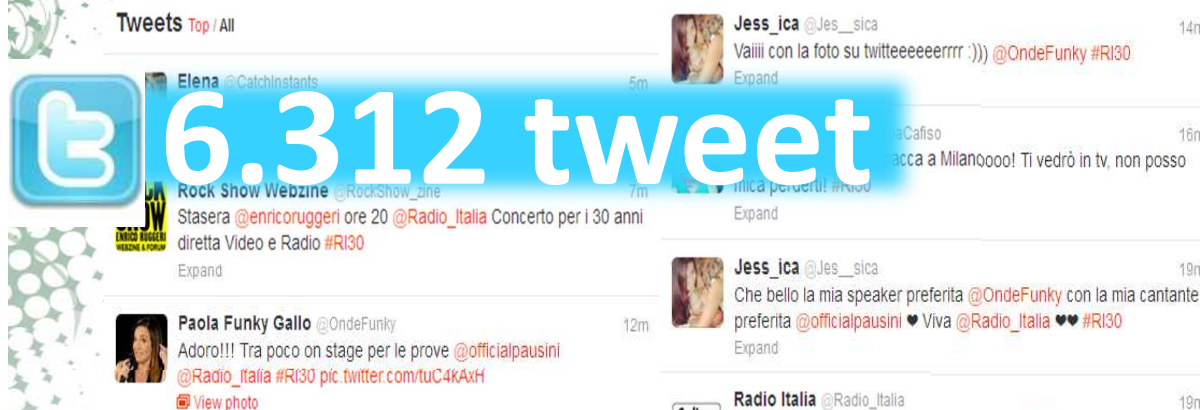 Tweets Top / All
Elena @CatchInstants 5m
6.312 tweet
Rock Show Webzine @RockShow_zine 7m
Stasera @enricoruggeri ore 20 @Radio_Italia Concerto per i 30 anni
diretta Video e Radio #RI30
Expand
Paola Funky Gallo @OndeFunky 12m
Adoro!!! Tra poco on stage per le prove @officialpausini
@Radio_Italia #RI30 pic.twitter.com/tuC4kAxH
View photo
Jess_ica @Jes__sica 14m
Vaiiii con la foto su twitteeeeeerrrr :))) @OndeFunky #RI30
Expand
aCafiso 16m
acca a Milanoooo! Ti vedrò in tv, non posso
mica perderti! #RI30
Expand
Jess_ica @Jes__sica 19m
Che bello la mia speaker preferita @OndeFunky con la mia cantante
preferita @officialpausini ♥ Viva @Radio_Italia ♥♥ #RI30
Expand
Radio Italia @Radio_Italia 19m